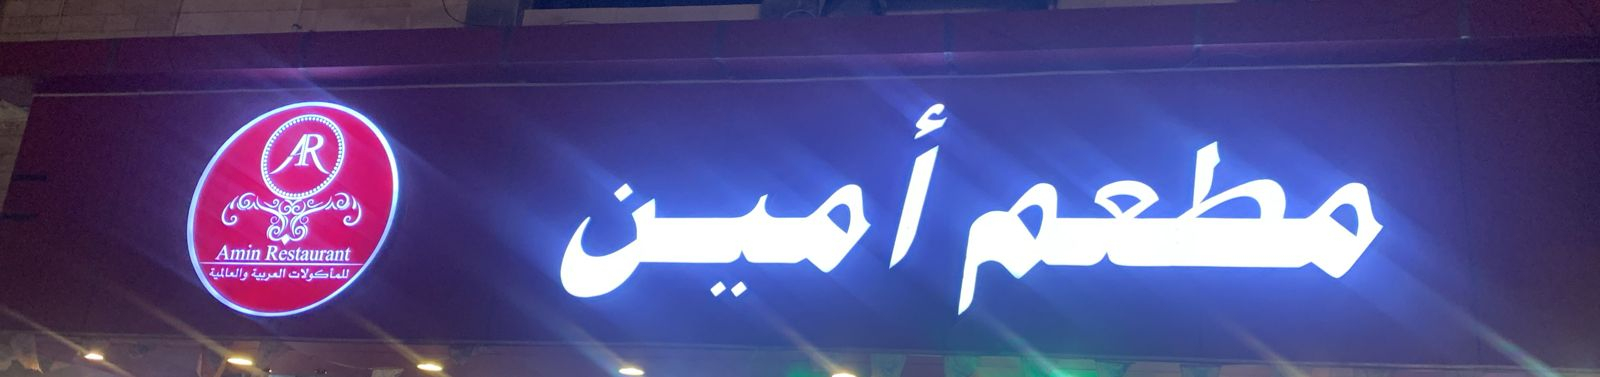 مطعم أمين
AR
Amin Restaurant
للمأكولات العربية والعالمية